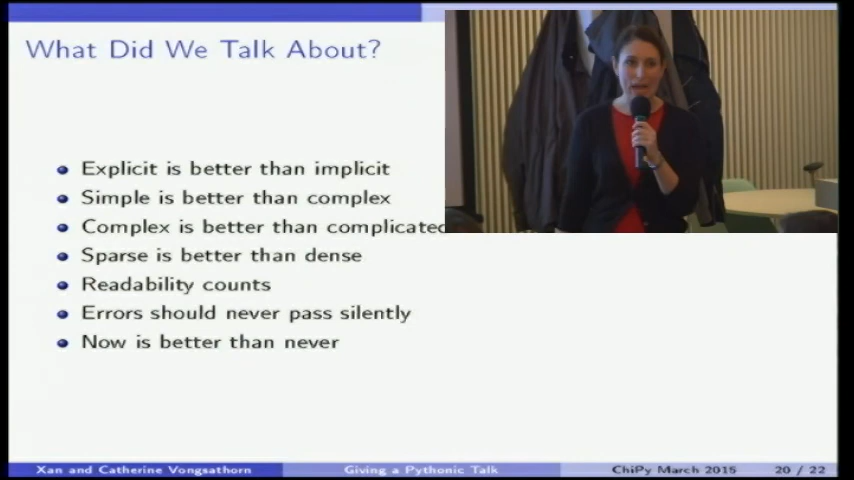 What Did We Talk About?
Explicit is better than implicit
Simple is better than complex
Complex is better than complicated
Sparse is better than dense
Readability counts
Errors should never pass silently
Now is better than never
Xan and Catherine Vongsathorn
Giving a Pythonic Talk
ChiPy March 2015
20 / 22